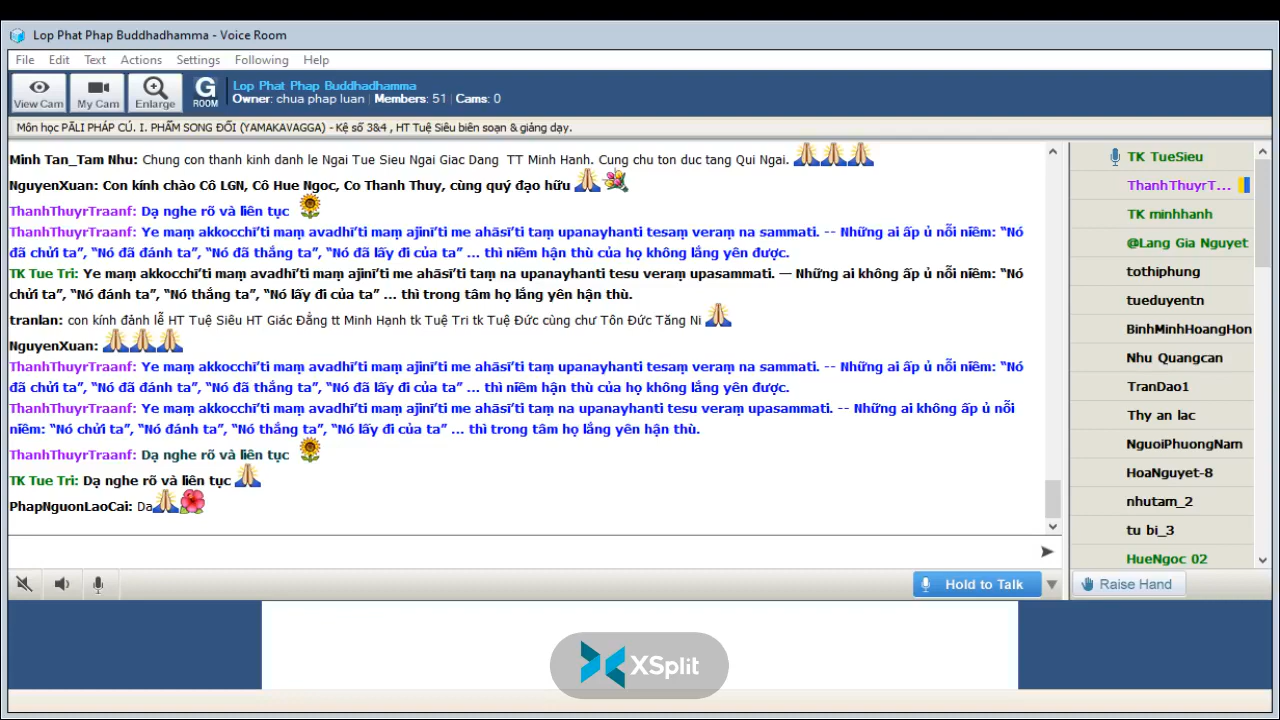 Lop Phat Phap Buddhadhamma - Voice Room
File Edit Text Actions Settings Following Help
View Cam My Cam Enlarge G ROOM
Lop Phat Phap Buddhadhamma
Owner: chua phap luan | Members: 51 | Cams: 0
Môn học PĀLI PHÁP CÚ. I. PHẨM SONG ĐỐI (YAMAKAVAGGA) - Kệ số 3&4 , HT Tuệ Siêu biên soạn & giảng dạy.
Minh Tan_Tam Nhu: Chung con thanh kinh danh le Ngai Tue Sieu Ngai Giac Dang TT Minh Hanh. Cung chu ton duc tang Qui Ngai.
NguyenXuan: Con kính chào Cô LGN, Cô Hue Ngoc, Co Thanh Thuy, cùng quý đạo hữu
ThanhThuyrTraanf: Dạ nghe rõ và liên tục
ThanhThuyrTraanf: Ye maṃ akkocchi’ti maṃ avadhi’ti maṃ ajini’ti me ahāsi’ti taṃ upanayhanti tesaṃ veraṃ na sammati. -- Những ai ấp ủ nỗi niềm: “Nó
đã chửi ta”, “Nó đã đánh ta”, “Nó đã thắng ta”, “Nó đã lấy đi của ta” ... thì niềm hận thù của họ không lắng yên được.
TK Tue Tri: Ye maṃ akkocchi’ti maṃ avadhi’ti maṃ ajini’ti me ahāsi’ti taṃ na upanayhanti tesu veraṃ upasammati. — Những ai không ấp ủ nỗi niềm: “Nó
chửi ta”, “Nó đánh ta”, “Nó thắng ta”, “Nó lấy đi của ta” ... thì trong tâm họ lắng yên hận thù.
tranlan: con kính đảnh lễ HT Tuệ Siêu HT Giác Đẳng tt Minh Hạnh tk Tuệ Tri tk Tuệ Đức cùng chư Tôn Đức Tăng Ni
NguyenXuan:
ThanhThuyrTraanf: Ye maṃ akkocchi’ti maṃ avadhi’ti maṃ ajini’ti me ahāsi’ti taṃ upanayhanti tesaṃ veraṃ na sammati. -- Những ai ấp ủ nỗi niềm: “Nó
đã chửi ta”, “Nó đã đánh ta”, “Nó đã thắng ta”, “Nó đã lấy đi của ta” ... thì niềm hận thù của họ không lắng yên được.
ThanhThuyrTraanf: Ye maṃ akkocchi’ti maṃ avadhi’ti maṃ ajini’ti me ahāsi’ti taṃ na upanayhanti tesu veraṃ upasammati. -- Những ai không ấp ủ nỗi
niềm: “Nó chửi ta”, “Nó đánh ta”, “Nó thắng ta”, “Nó lấy đi của ta” ... thì trong tâm họ lắng yên hận thù.
ThanhThuyrTraanf: Dạ nghe rõ và liên tục
TK Tue Tri: Dạ nghe rõ và liên tục
PhapNguonLaoCai: Da
Hold to Talk
TK TueSieu
ThanhThuyrT...
TK minhhanh
@Lang Gia Nguyet
tothiphung
tueduyentn
BinhMinhHoangHon
Nhu Quangcan
TranDao1
Thy an lac
NguoiPhuongNam
HoaNguyet-8
nhutam_2
tu bi_3
HueNgoc 02
Raise Hand
XSplit